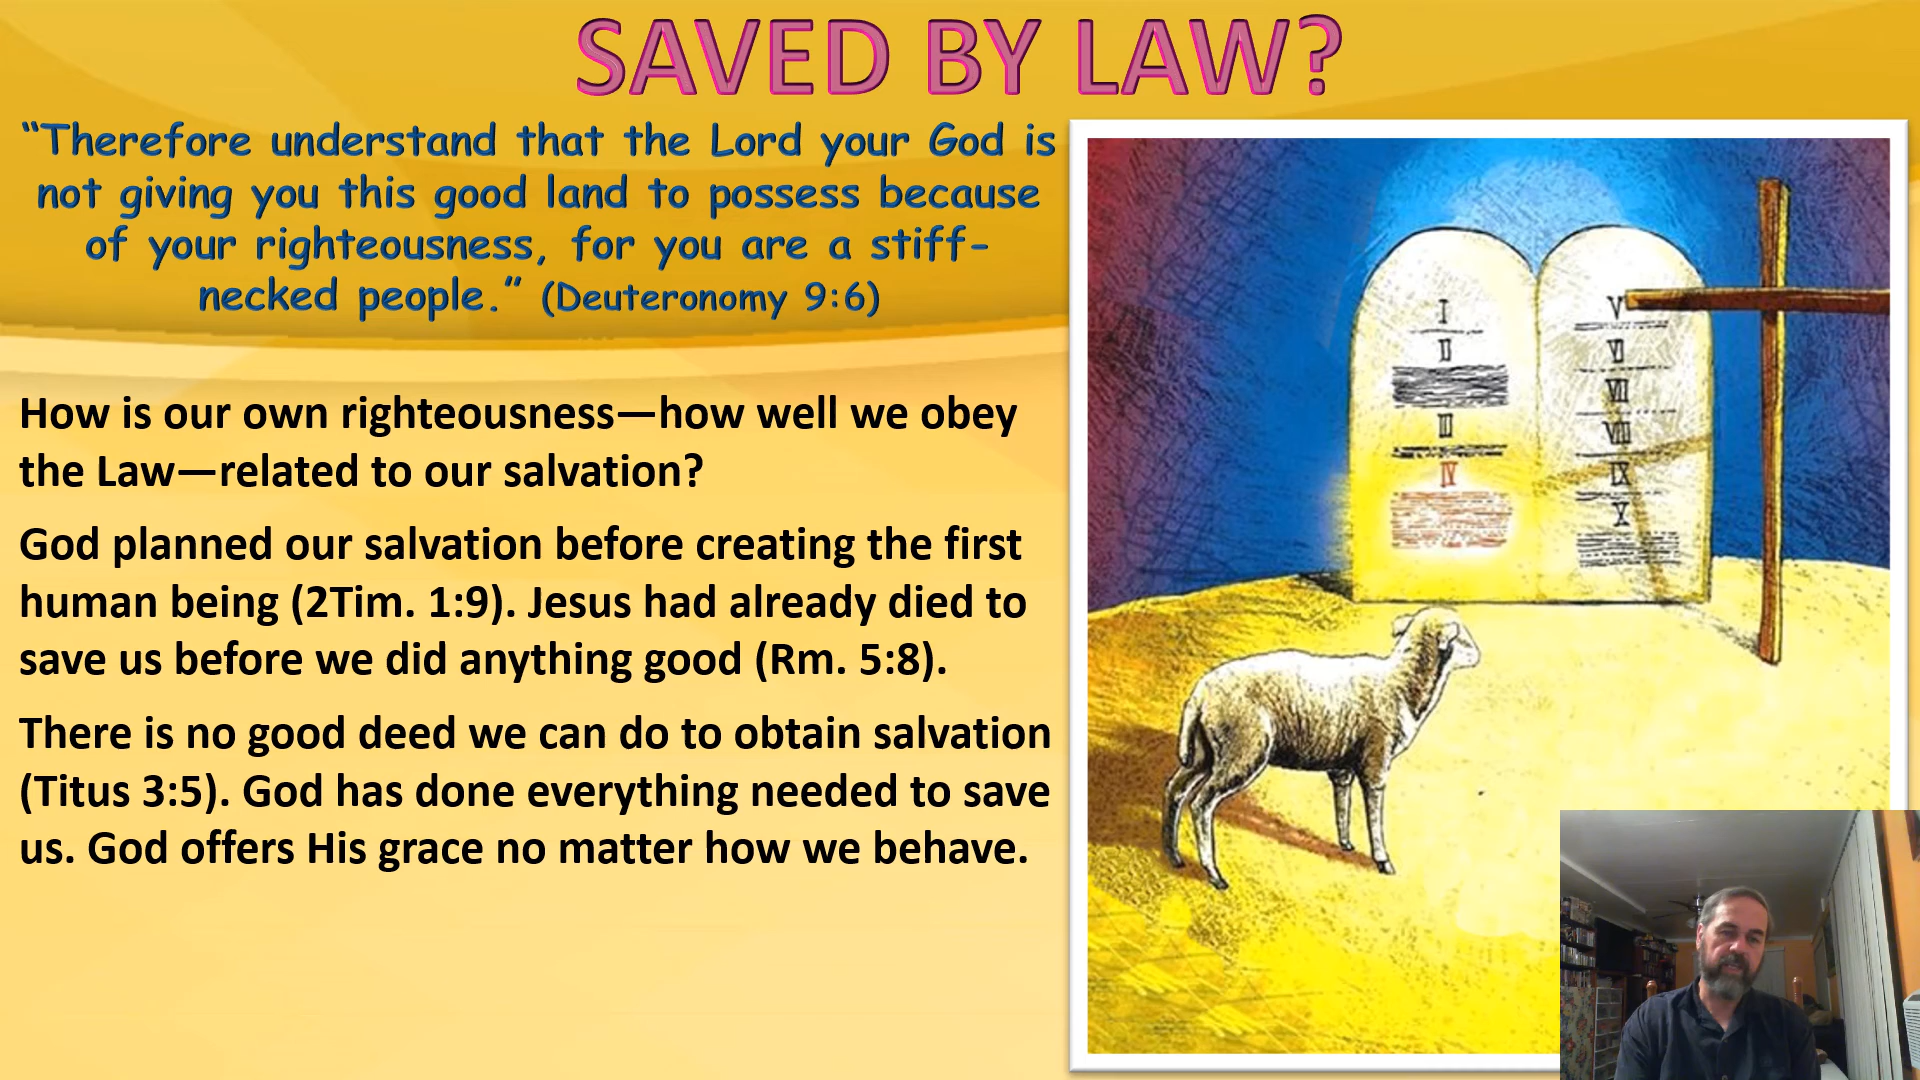 SAVED BY LAW?
“Therefore understand that the Lord your God is
not giving you this good land to possess because
of your righteousness, for you are a stiff-
necked people.” (Deuteronomy 9:6)
How is our own righteousness—how well we obey
the Law—related to our salvation?
God planned our salvation before creating the first
human being (2Tim. 1:9). Jesus had already died to
save us before we did anything good (Rm. 5:8).
There is no good deed we can do to obtain salvation
(Titus 3:5). God has done everything needed to save
us. God offers His grace no matter how we behave.
I
II
III
IV
V
VI
VII
VIII
IX
X